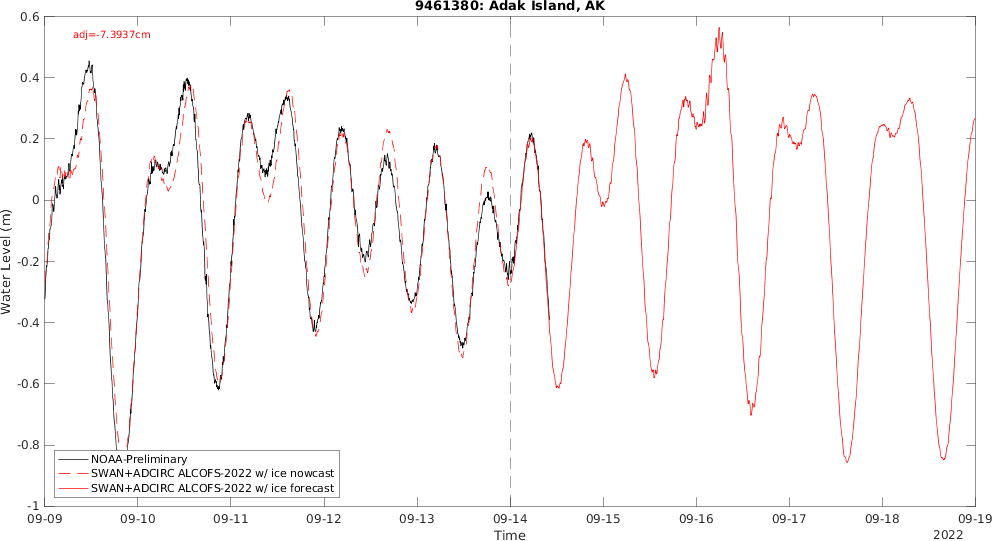 9461380: Adak Island, AK
adj=-7.3937cm
0.6
0.4
0.2
0
-0.2
-0.4
-0.6
-0.8
-1
Water Level (m)
NOAA-Preliminary
SWAN+ADCIRC ALCOFS-2022 w/ ice nowcast
SWAN+ADCIRC ALCOFS-2022 w/ ice forecast
09-09 09-10 09-11 09-12 09-13 09-14 09-15 09-16 09-17 09-18 09-19
Time
2022